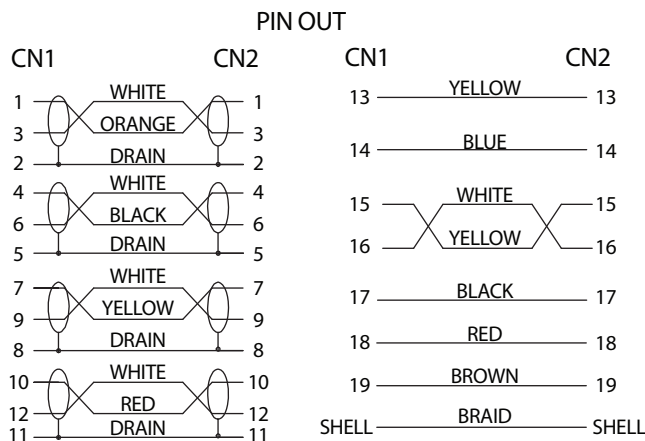 PIN OUT
CN1 CN2
1 WHITE 1
3 ORANGE 3
2 DRAIN 2
4 WHITE 4
6 BLACK 6
5 DRAIN 5
7 WHITE 7
9 YELLOW 9
8 DRAIN 8
10 WHITE 10
12 RED 12
11 DRAIN 11
CN1 CN2
13 YELLOW 13
14 BLUE 14
15 WHITE 15
16 YELLOW 16
17 BLACK 17
18 RED 18
19 BROWN 19
SHELL BRAID SHELL